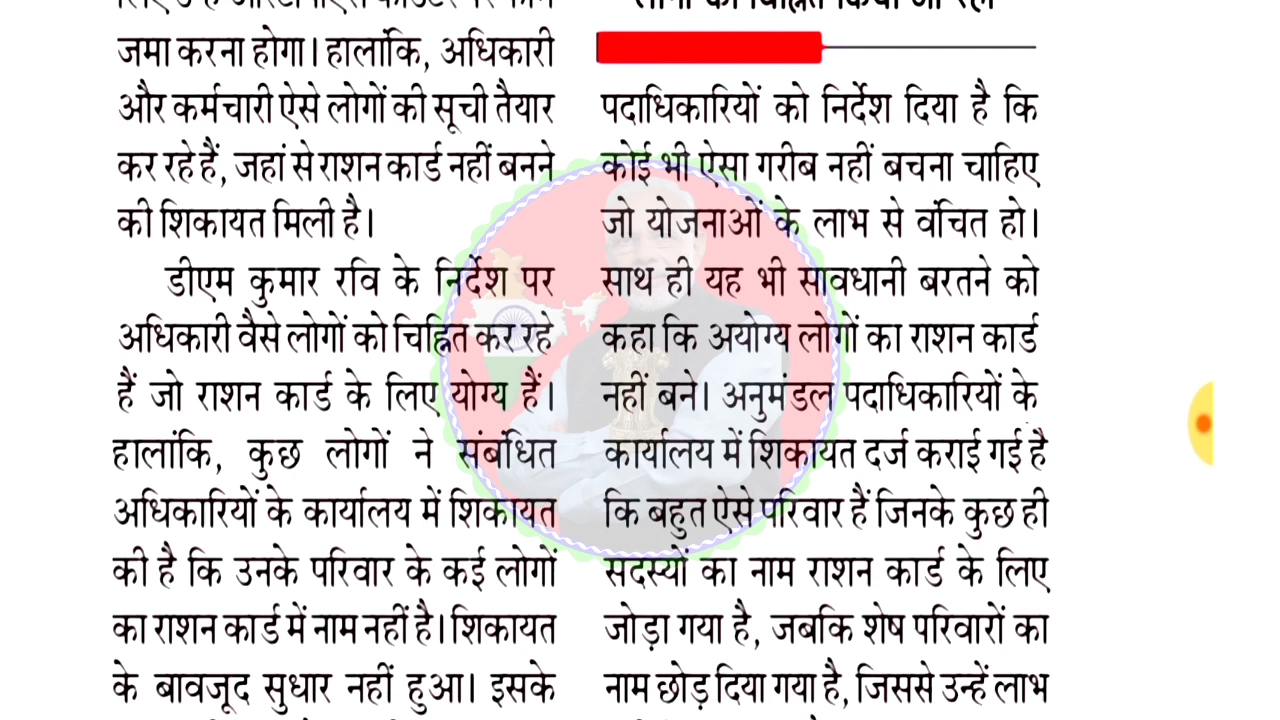 जमा करना होगा। हालांकि, अधिकारी
और कर्मचारी ऐसे लोगों की सूची तैयार
कर रहे हैं, जहां से राशन कार्ड नहीं बनने
की शिकायत मिली है।
डीएम कुमार रवि के निर्देश पर
अधिकारी वैसे लोगों को चिह्नित कर रहे
हैं जो राशन कार्ड के लिए योग्य हैं।
हालांकि, कुछ लोगों ने संबंधित
अधिकारियों के कार्यालय में शिकायत
की है कि उनके परिवार के कई लोगों
का राशन कार्ड में नाम नहीं है। शिकायत
के बावजूद सुधार नहीं हुआ। इसके
पदाधिकारियों को निर्देश दिया है कि
कोई भी ऐसा गरीब नहीं बचना चाहिए
जो योजनाओं के लाभ से वंचित हो।
साथ ही यह भी सावधानी बरतने को
कहा कि अयोग्य लोगों का राशन कार्ड
नहीं बने। अनुमंडल पदाधिकारियों के
कार्यालय में शिकायत दर्ज कराई गई है
कि बहुत ऐसे परिवार हैं जिनके कुछ ही
सदस्यों का नाम राशन कार्ड के लिए
जोड़ा गया है, जबकि शेष परिवारों का
नाम छोड़ दिया गया है, जिससे उन्हें लाभ